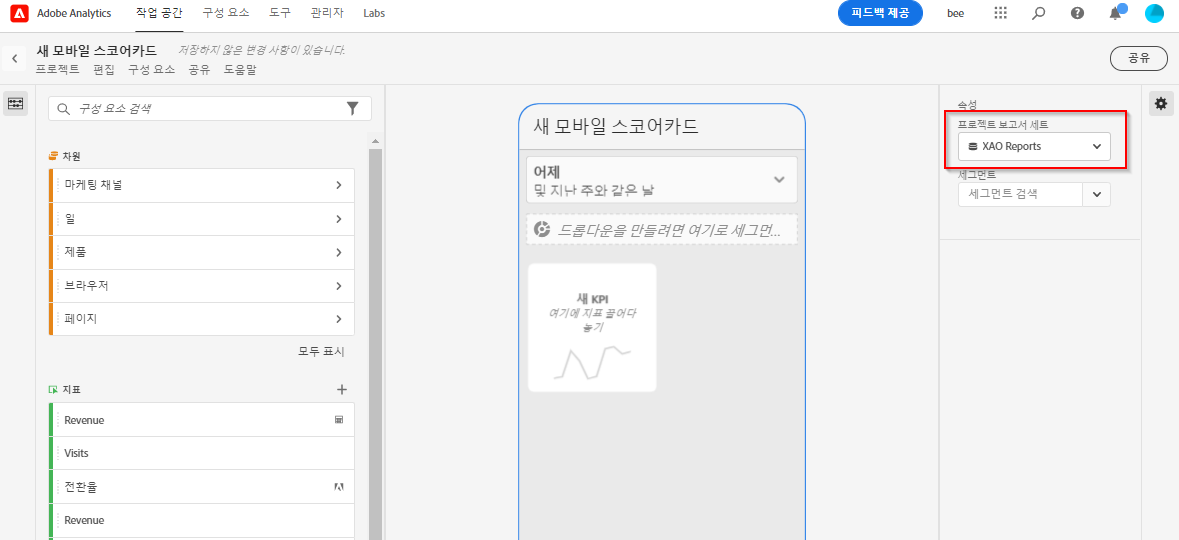 Adobe Analytics 작업 공간 구성 요소 도구 관리자 Labs 피드백 제공 bee
새 모바일 스코어카드 저장하지 않은 변경 사항이 있습니다.
프로젝트 편집 구성 요소 공유 도움말
공유
구성 요소 검색
차원
마케팅 채널
일
제품
브라우저
페이지
모두 표시
지표
Revenue
Visits
전환율
Revenue
새 모바일 스코어카드
어제
및 지난 주와 같은 날
드롭다운을 만들려면 여기로 세그먼...
새 KPI
여기에 지표 끌어다
놓기
속성
프로젝트 보고서 세트
XAO Reports
세그먼트
세그먼트 검색